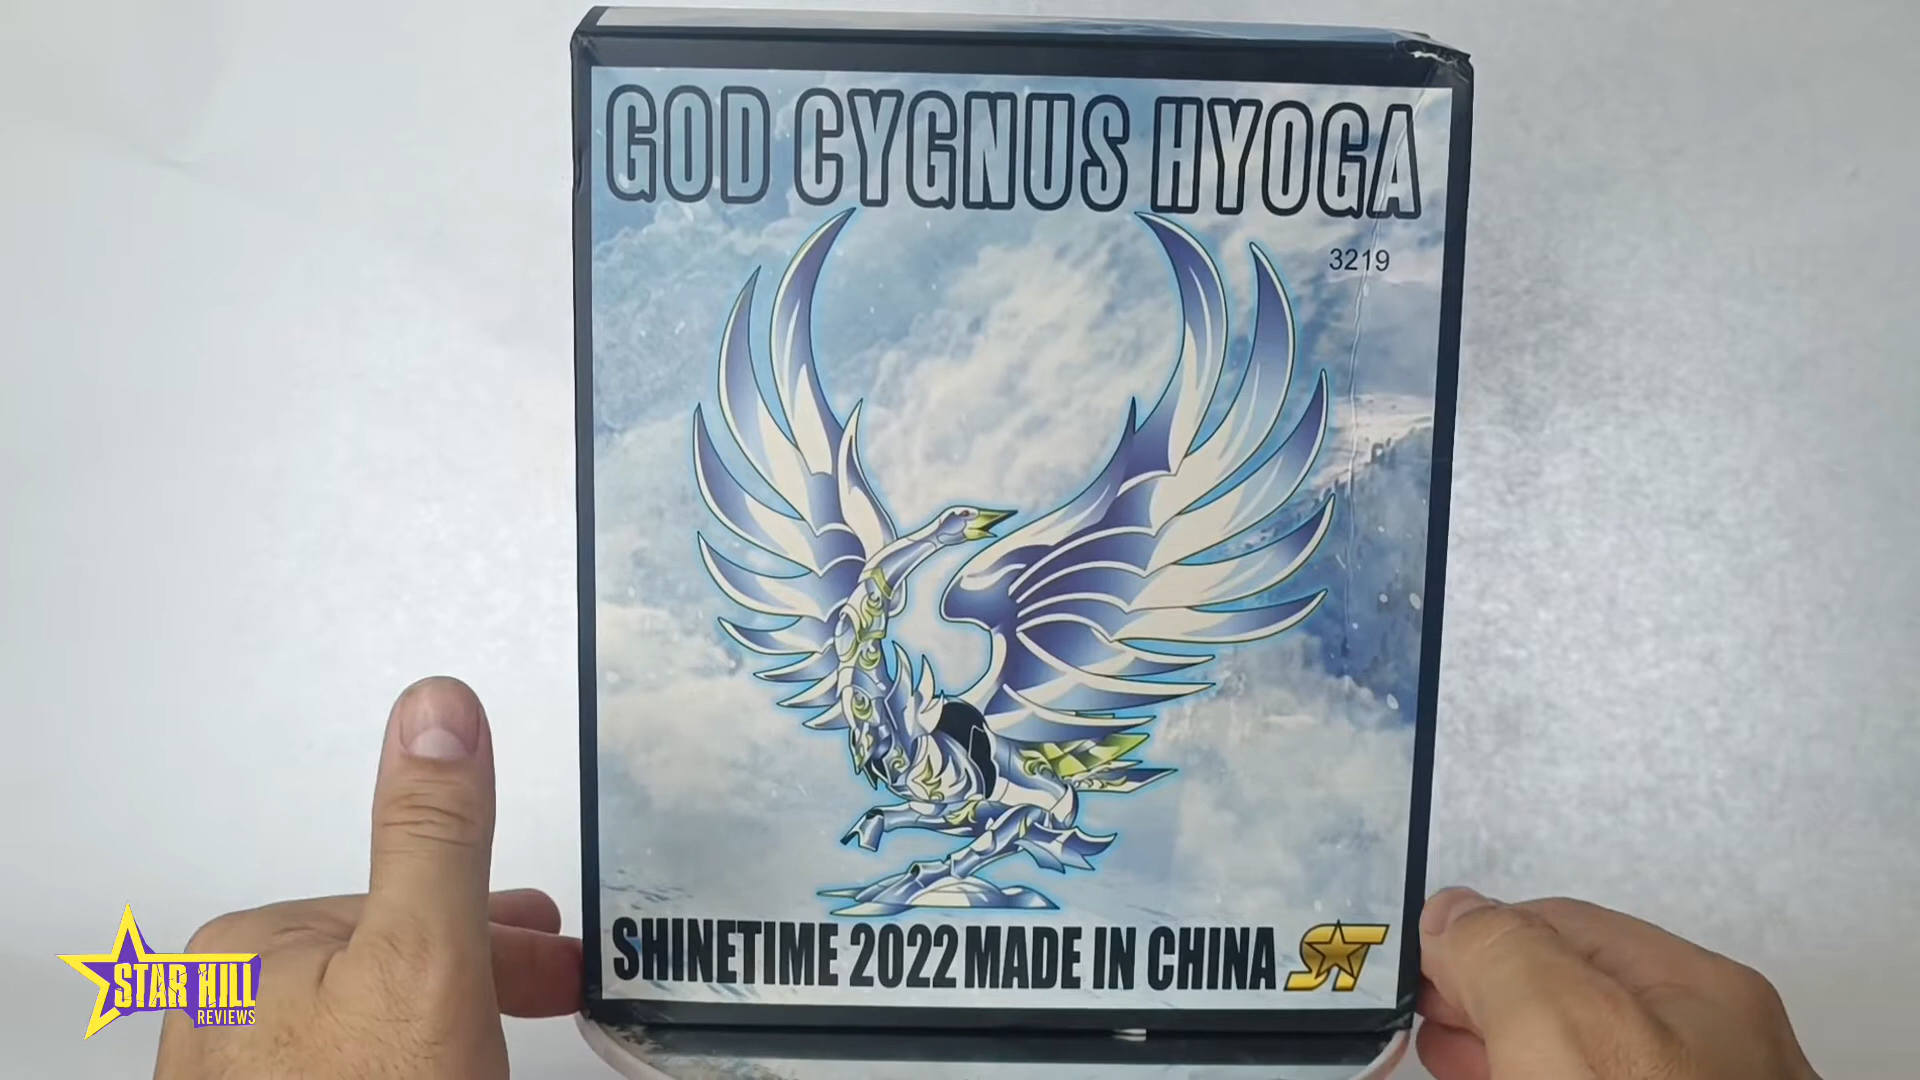 GOD CYGNUS HYOGA
3219
SHINETIME 2022 MADE IN CHINA ST
STAR HILL
REVIEWS